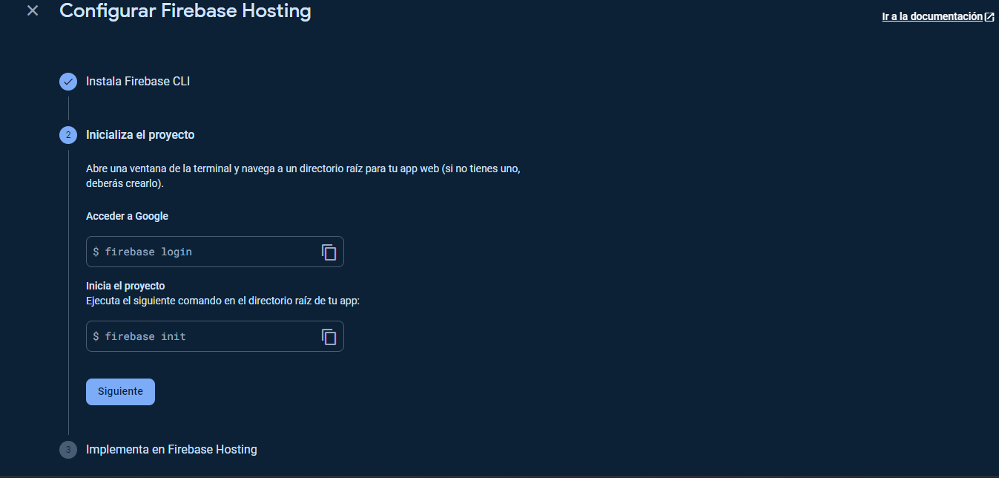 Configurar Firebase Hosting
Ir a la documentación
Instala Firebase CLI
2 Inicializa el proyecto
Abre una ventana de la terminal y navega a un directorio raíz para tu app web (si no tienes uno,
deberás crearlo).
Acceder a Google
$ firebase login
Inicia el proyecto
Ejecuta el siguiente comando en el directorio raíz de tu app:
$ firebase init
Siguiente
3 Implementa en Firebase Hosting